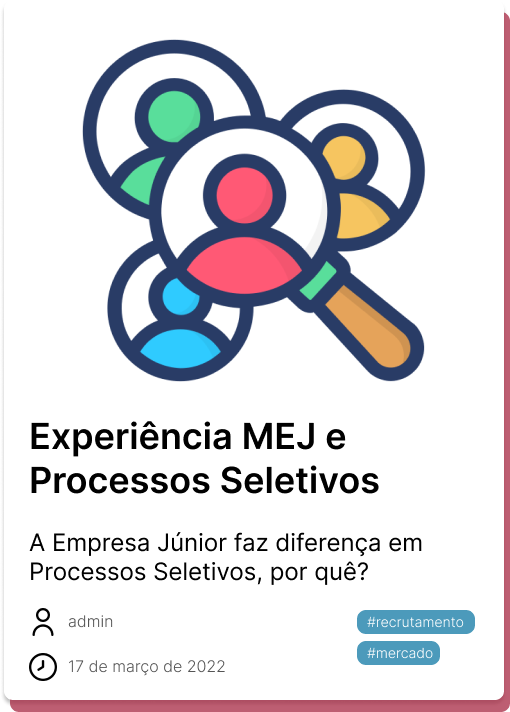 Experiência MEJ e
Processos Seletivos
A Empresa Júnior faz diferença em
Processos Seletivos, por quê?
admin
#recrutamento
#mercado
17 de março de 2022